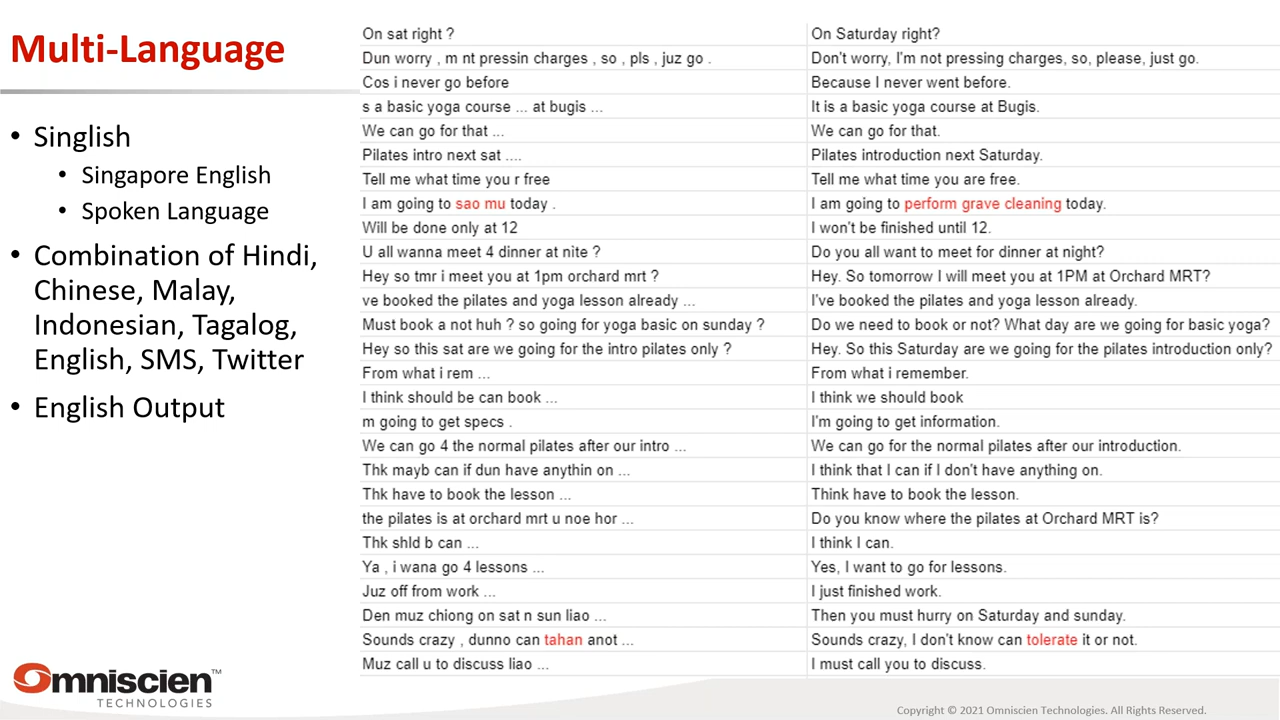 Multi-Language
• Singlish
• Singapore English
• Spoken Language
• Combination of Hindi,
Chinese, Malay,
Indonesian, Tagalog,
English, SMS, Twitter
• English Output
On sat right ? On Saturday right?
Dun worry , m nt pressin charges , so , pls , juz go . Don't worry, I'm not pressing charges, so, please, just go.
Cos i never go before Because I never went before.
s a basic yoga course ... at bugis ... It is a basic yoga course at Bugis.
We can go for that ... We can go for that.
Pilates intro next sat .... Pilates introduction next Saturday.
Tell me what time you r free Tell me what time you are free.
I am going to sao mu today . I am going to perform grave cleaning today.
Will be done only at 12 I won't be finished until 12.
U all wanna meet 4 dinner at nìte ? Do you all want to meet for dinner at night?
Hey so tmr i meet you at 1pm orchard mrt ? Hey. So tomorrow I will meet you at 1PM at Orchard MRT?
ve booked the pilates and yoga lesson already ... I've booked the pilates and yoga lesson already.
Must book a not huh ? so going for yoga basic on sunday ? Do we need to book or not? What day are we going for basic yoga?
Hey so this sat are we going for the intro pilates only ? Hey. So this Saturday are we going for the pilates introduction only?
From what i rem ... From what i remember.
I think should be can book ... I think we should book
m going to get specs . I'm going to get information.
We can go 4 the normal pilates after our intro ... We can go for the normal pilates after our introduction.
Thk mayb can if dun have anythin on ... I think that I can if I don't have anything on.
Thk have to book the lesson ... Think have to book the lesson.
the pilates is at orchard mrt u noe hor ... Do you know where the pilates at Orchard MRT is?
Thk shld b can ... I think I can.
Ya , i wana go 4 lessons ... Yes, I want to go for lessons.
Juz off from work ... I just finished work.
Den muz chiong on sat n sun liao ... Then you must hurry on Saturday and sunday.
Sounds crazy , dunno can tahan anot ... Sounds crazy, I don't know can tolerate it or not.
Muz call u to discuss liao ... I must call you to discuss.
Omniscien™
TECHNOLOGIES
Copyright © 2021 Omniscien Technologies. All Rights Reserved.